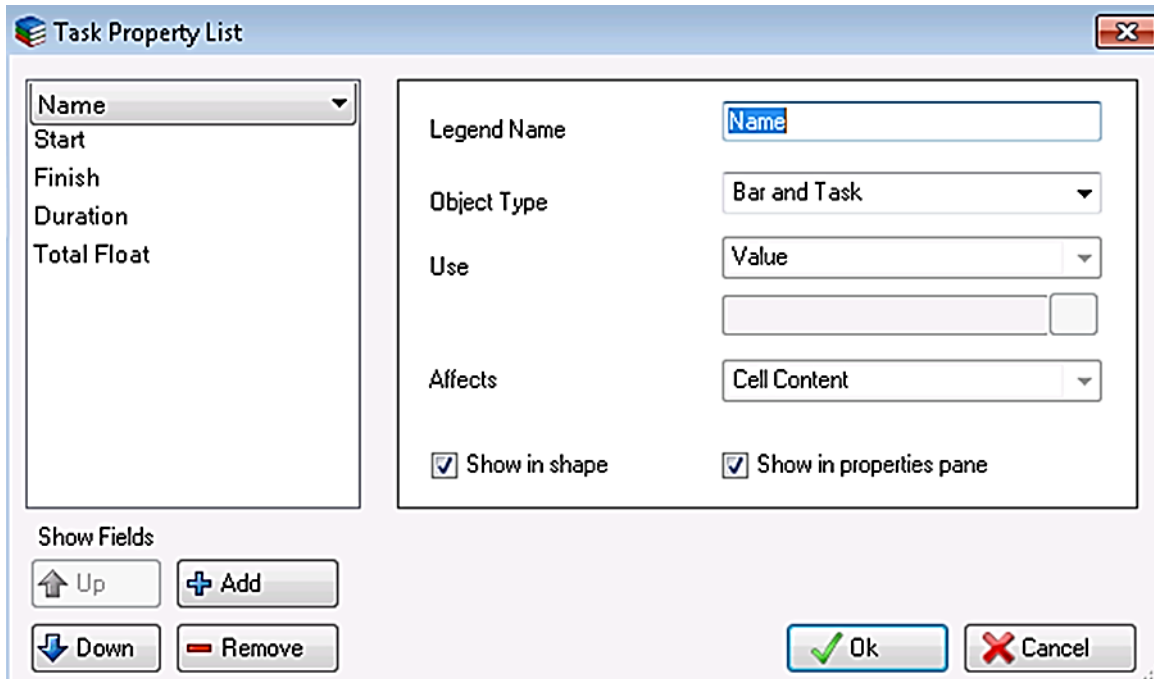 Task Property List
Name
Start
Finish
Duration
Total Float
Legend Name
Name
Object Type
Bar and Task
Use
Value
Affects
Cell Content
Show in shape
Show in properties pane
Show Fields
Up
Add
Down
Remove
Ok
Cancel